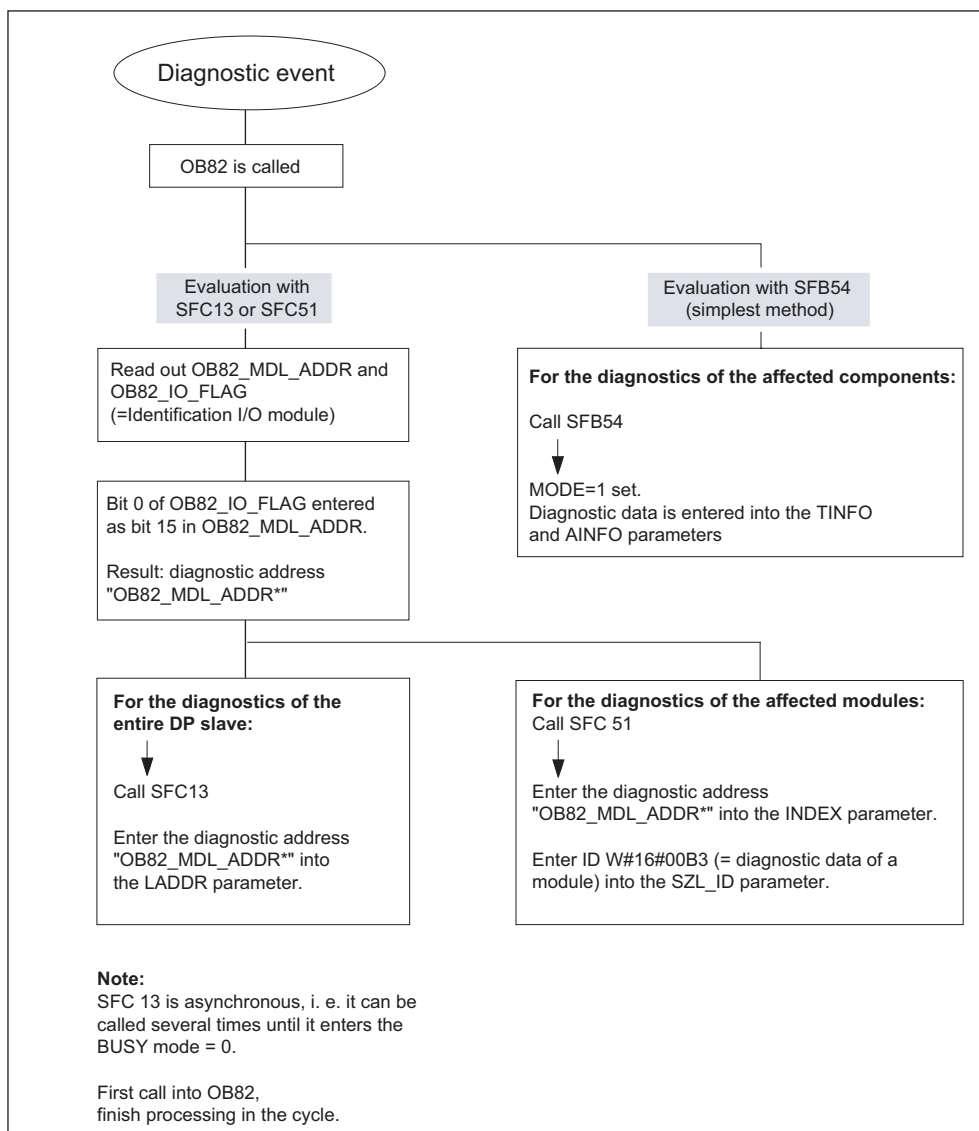 Diagnostic event
OB82 is called
Evaluation with
SFC13 or SFC51
Evaluation with SFB54
(simplest method)
Read out OB82_MDL_ADDR and
OB82_IO_FLAG
(=Identification I/O module)
For the diagnostics of the affected components:
Call SFB54
MODE=1 set.
Diagnostic data is entered into the TINFO
and AINFO parameters
Bit 0 of OB82_IO_FLAG entered
as bit 15 in OB82_MDL_ADDR.
Result: diagnostic address
"OB82_MDL_ADDR*"
For the diagnostics of the
entire DP slave:
Call SFC13
Enter the diagnostic address
"OB82_MDL_ADDR*" into
the LADDR parameter.
For the diagnostics of the affected modules:
Call SFC 51
Enter the diagnostic address
"OB82_MDL_ADDR*" into the INDEX parameter.
Enter ID W#16#00B3 (= diagnostic data of a
module) into the SZL_ID parameter.
Note:
SFC 13 is asynchronous, i. e. it can be
called several times until it enters the
BUSY mode = 0.
First call into OB82,
finish processing in the cycle.